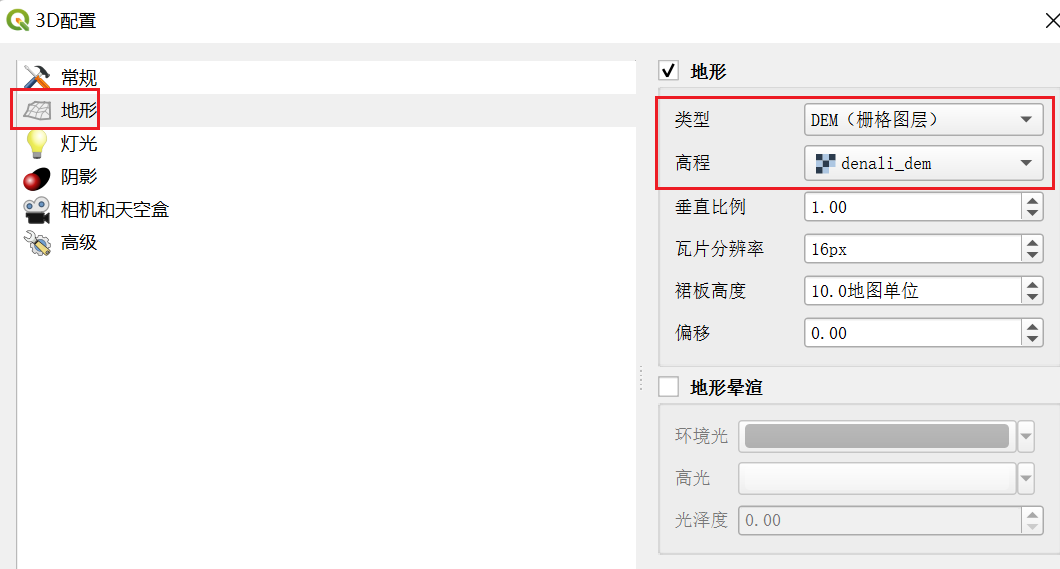 3D配置
常规
地形
灯光
阴影
相机和天空盒
高级
地形
类型 DEM（栅格图层）
高程 denali_dem
垂直比例 1.00
瓦片分辨率 16px
裙板高度 10.0地图单位
偏移 0.00
地形晕渲
环境光
高光
光泽度 0.00